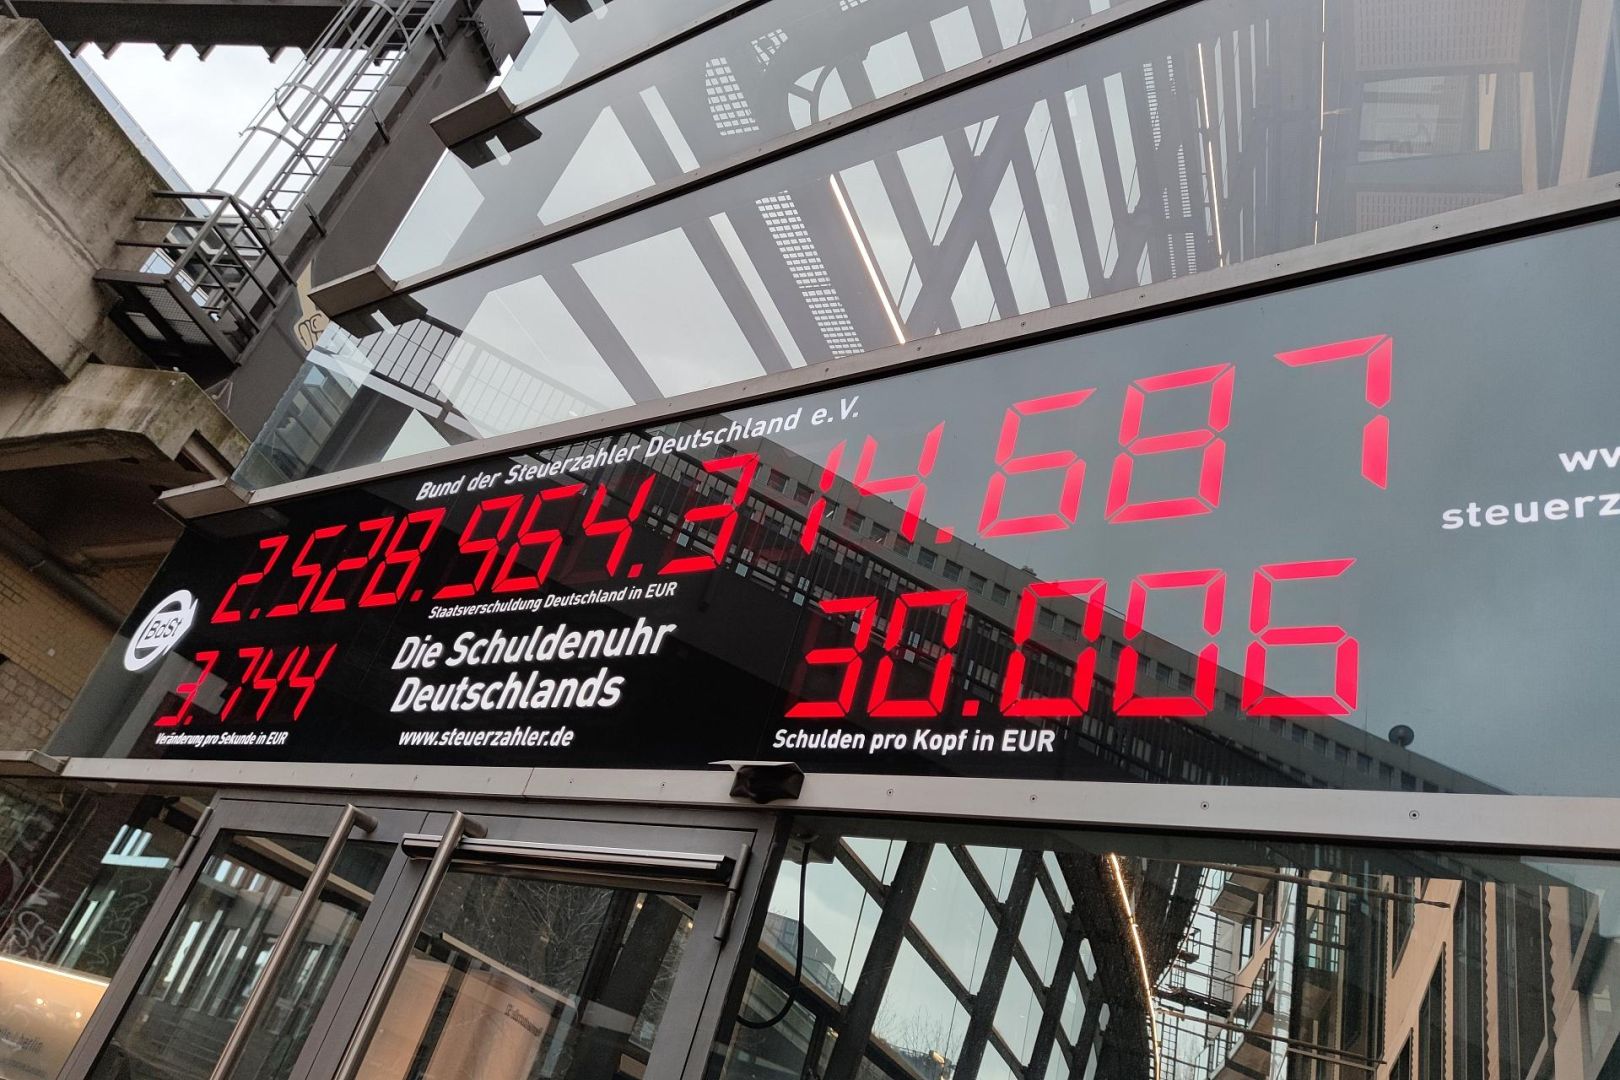 Bund der Steuerzahler Deutschland e.V.
2.528.964.314.687
Staatsverschuldung Deutschland in EUR
BdSt
3.744
Veränderung pro Sekunde in EUR
Die Schuldenuhr
Deutschlands
www.steuerzahler.de
30.006
Schulden pro Kopf in EUR